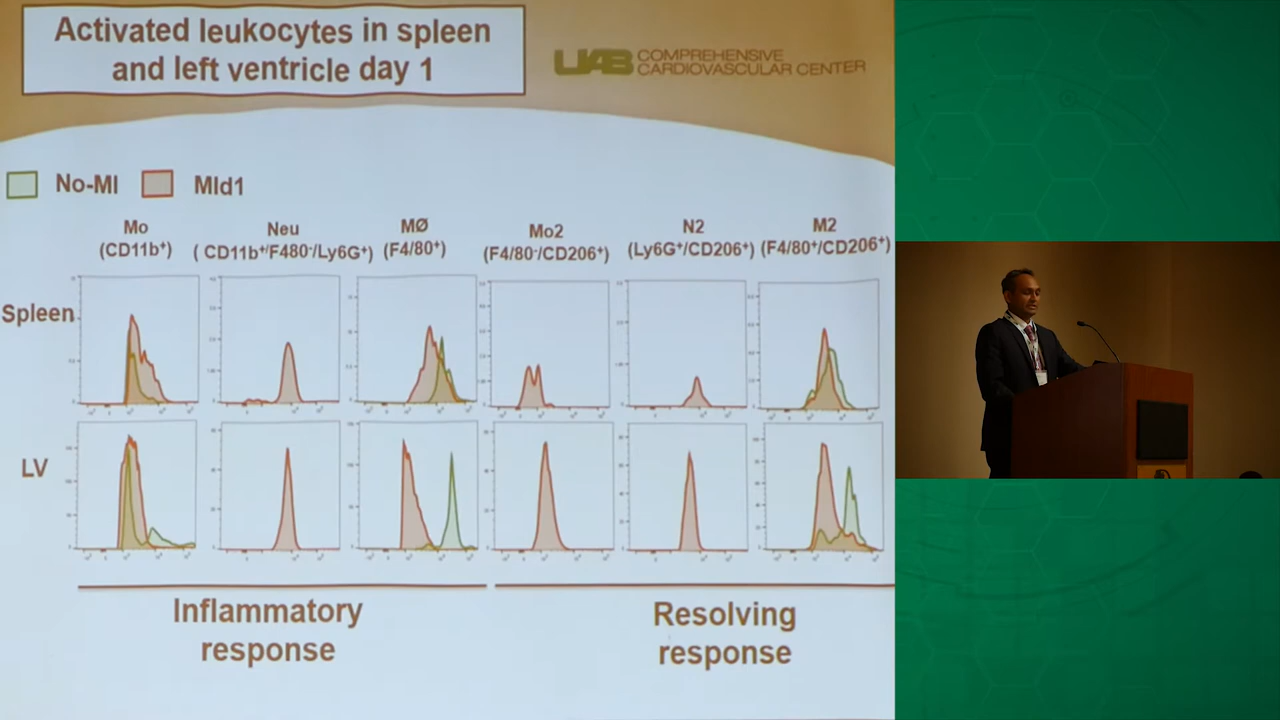 Activated leukocytes in spleen
and left ventricle day 1
UAB COMPREHENSIVE
CARDIOVASCULAR CENTER
No-MI MId1
Mo
(CD11b⁺)
Neu
( CD11b⁺/F480⁻/Ly6G⁺)
MØ
(F4/80⁺)
Mo2
(F4/80⁻/CD206⁺)
N2
(Ly6G⁺/CD206⁺)
M2
(F4/80⁺/CD206⁺)
Spleen
LV
Inflammatory
response
Resolving
response